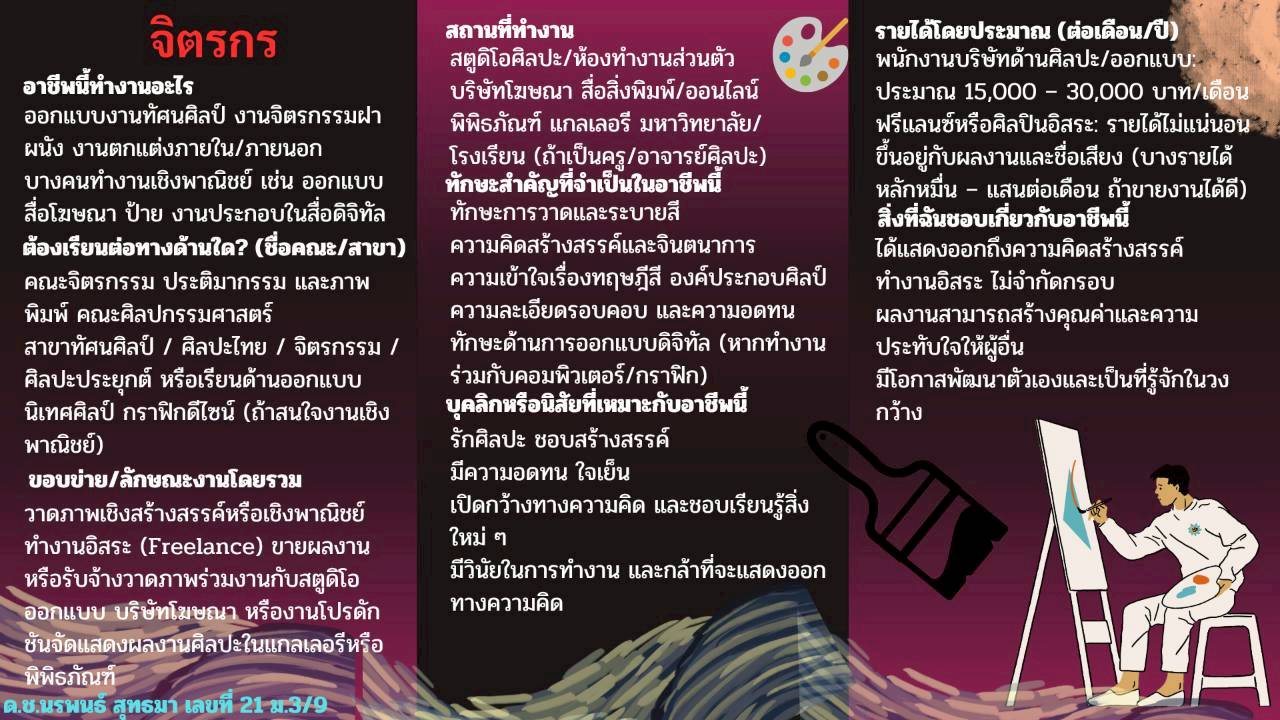 จิตรกร
อาชีพนี้ทำงานอะไร
ออกแบบงานทัศนศิลป์ งานจิตรกรรมฝา
ผนัง งานตกแต่งภายใน/ภายนอก
บางคนทำงานเชิงพาณิชย์ เช่น ออกแบบ
สื่อโฆษณา ป้าย งานประกอบในสื่อดิจิทัล
ต้องเรียนต่อทางด้านใด? (ชื่อคณะ/สาขา)
คณะจิตรกรรม ประติมากรรม และภาพ
พิมพ์ คณะศิลปกรรมศาสตร์
สาขาทัศนศิลป์ / ศิลปะไทย / จิตรกรรม /
ศิลปะประยุกต์ หรือเรียนด้านออกแบบ
นิเทศศิลป์ กราฟิกดีไซน์ (ถ้าสนใจงานเชิง
พาณิชย์)
ขอบข่าย/ลักษณะงานโดยรวม
วาดภาพเชิงสร้างสรรค์หรือเชิงพาณิชย์
ทำงานอิสระ (Freelance) ขายผลงาน
หรือรับจ้างวาดภาพร่วมงานกับสตูดิโอ
ออกแบบ บริษัทโฆษณา หรืองานโปรดัก
ชันจัดแสดงผลงานศิลปะในแกลเลอรีหรือ
พิพิธภัณฑ์
ด.ช.นรพนธ์ สุทธมา เลขที่ 21 ม.3/9
สถานที่ทำงาน
สตูดิโอศิลปะ/ห้องทำงานส่วนตัว
บริษัทโฆษณา สื่อสิ่งพิมพ์/ออนไลน์
พิพิธภัณฑ์ แกลเลอรี มหาวิทยาลัย/
โรงเรียน (ถ้าเป็นครู/อาจารย์ศิลปะ)
ทักษะสำคัญที่จำเป็นในอาชีพนี้
ทักษะการวาดและระบายสี
ความคิดสร้างสรรค์และจินตนาการ
ความเข้าใจเรื่องทฤษฎีสี องค์ประกอบศิลป์
ความละเอียดรอบคอบ และความอดทน
ทักษะด้านการออกแบบดิจิทัล (หากทำงาน
ร่วมกับคอมพิวเตอร์/กราฟิก)
บุคลิกหรือนิสัยที่เหมาะกับอาชีพนี้
รักศิลปะ ชอบสร้างสรรค์
มีความอดทน ใจเย็น
เปิดกว้างทางความคิด และชอบเรียนรู้สิ่ง
ใหม่ ๆ
มีวินัยในการทำงาน และกล้าที่จะแสดงออก
ทางความคิด
รายได้โดยประมาณ (ต่อเดือน/ปี)
พนักงานบริษัทด้านศิลปะ/ออกแบบ:
ประมาณ 15,000 – 30,000 บาท/เดือน
ฟรีแลนซ์หรือศิลปินอิสระ: รายได้ไม่แน่นอน
ขึ้นอยู่กับผลงานและชื่อเสียง (บางรายได้
หลักหมื่น – แสนต่อเดือน ถ้าขายงานได้ดี)
สิ่งที่ฉันชอบเกี่ยวกับอาชีพนี้
ได้แสดงออกถึงความคิดสร้างสรรค์
ทำงานอิสระ ไม่จำกัดกรอบ
ผลงานสามารถสร้างคุณค่าและความ
ประทับใจให้ผู้อื่น
มีโอกาสพัฒนาตัวเองและเป็นที่รู้จักในวง
กว้าง